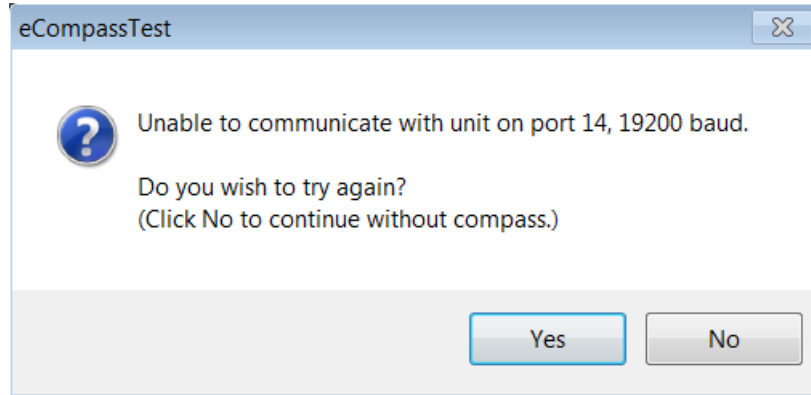 eCompassTest
Unable to communicate with unit on port 14, 19200 baud.
Do you wish to try again?
(Click No to continue without compass.)
Yes
No